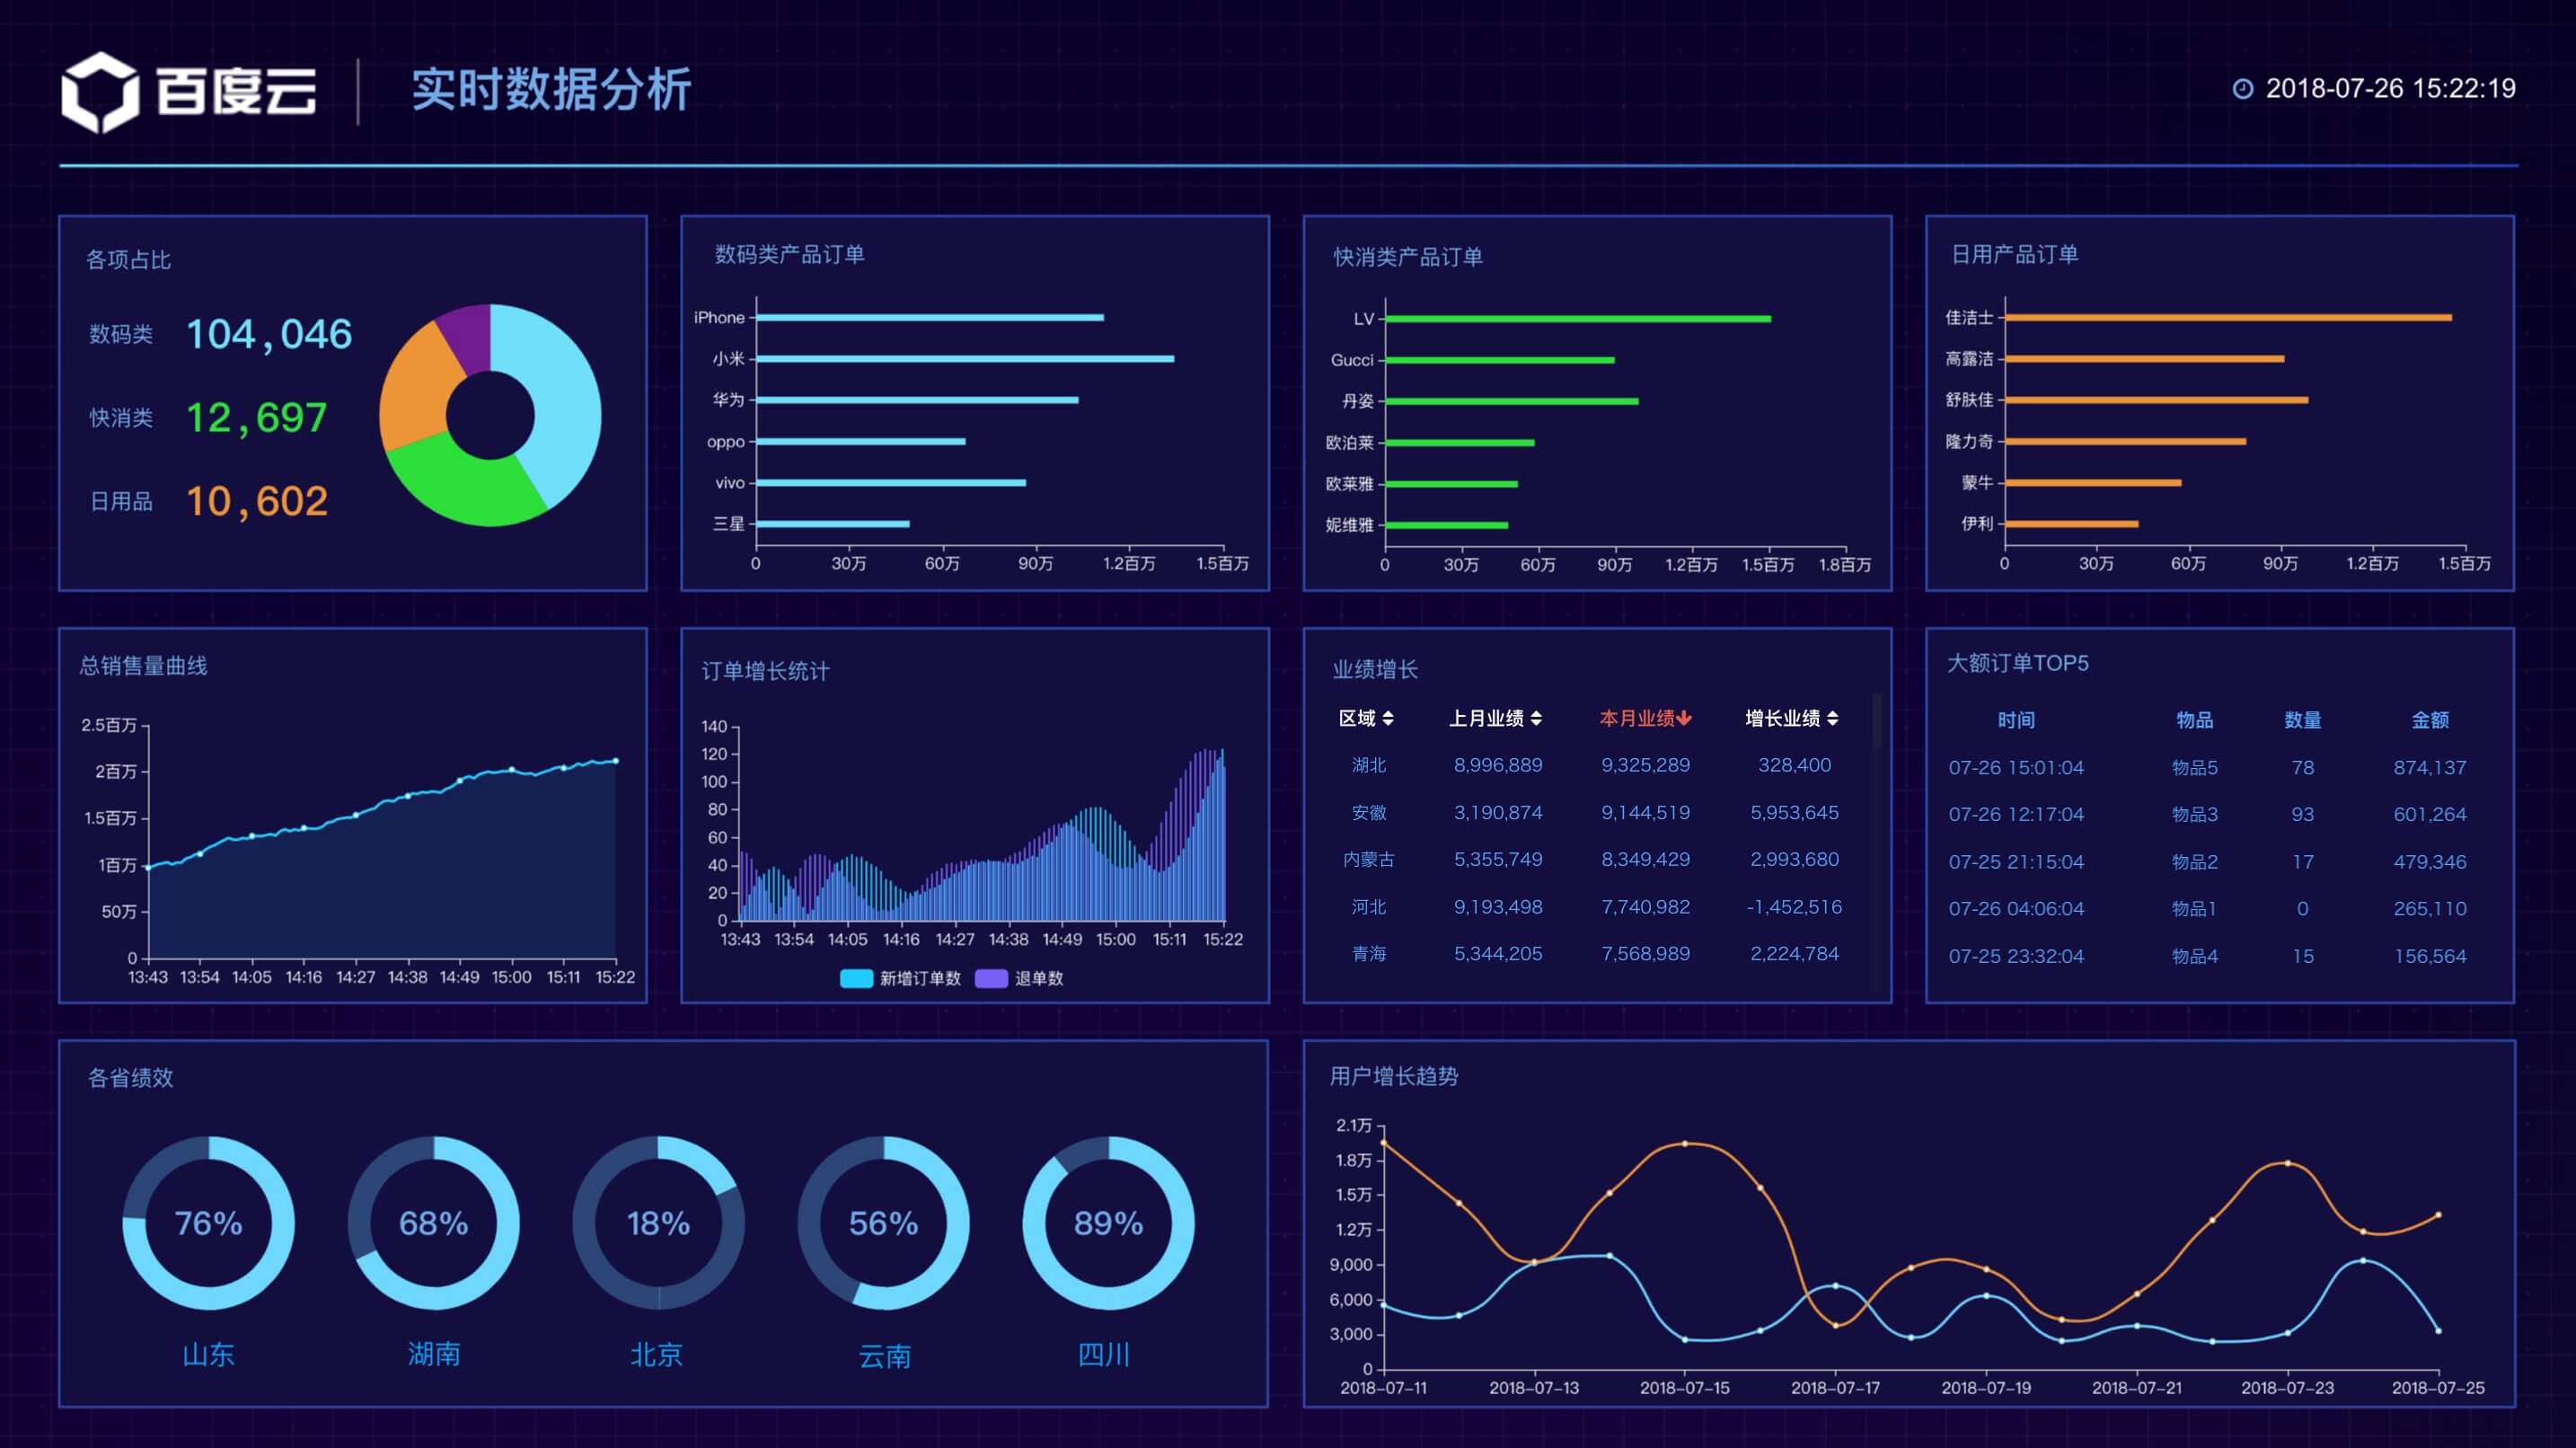 百度云 实时数据分析
2018-07-26 15:22:19
各项占比
数码类 104,046
快消类 12,697
日用品 10,602
数码类产品订单
iPhone
小米
华为
oppo
vivo
三星
0 30万 60万 90万 1.2百万 1.5百万
快消类产品订单
LV
Gucci
丹姿
欧泊莱
欧莱雅
妮维雅
0 30万 60万 90万 1.2百万 1.5百万 1.8百万
日用产品订单
佳洁士
高露洁
舒肤佳
隆力奇
蒙牛
伊利
0 30万 60万 90万 1.2百万 1.5百万
总销售量曲线
2.5百万
2百万
1.5百万
1百万
50万
0
13:43 13:54 14:05 14:16 14:27 14:38 14:49 15:00 15:11 15:22
订单增长统计
140
120
100
80
60
40
20
0
13:43 13:54 14:05 14:16 14:27 14:38 14:49 15:00 15:11 15:22
新增订单数 退单数
业绩增长
区域 上月业绩 本月业绩 增长业绩
湖北 8,996,889 9,325,289 328,400
安徽 3,190,874 9,144,519 5,953,645
内蒙古 5,355,749 8,349,429 2,993,680
河北 9,193,498 7,740,982 -1,452,516
青海 5,344,205 7,568,989 2,224,784
大额订单TOP5
时间 物品 数量 金额
07-26 15:01:04 物品5 78 874,137
07-26 12:17:04 物品3 93 601,264
07-25 21:15:04 物品2 17 479,346
07-26 04:06:04 物品1 0 265,110
07-25 23:32:04 物品4 15 156,564
各省绩效
76% 68% 18% 56% 89%
山东 湖南 北京 云南 四川
用户增长趋势
2.1万
1.8万
1.5万
1.2万
9,000
6,000
3,000
0
2018-07-11 2018-07-13 2018-07-15 2018-07-17 2018-07-19 2018-07-21 2018-07-23 2018-07-25